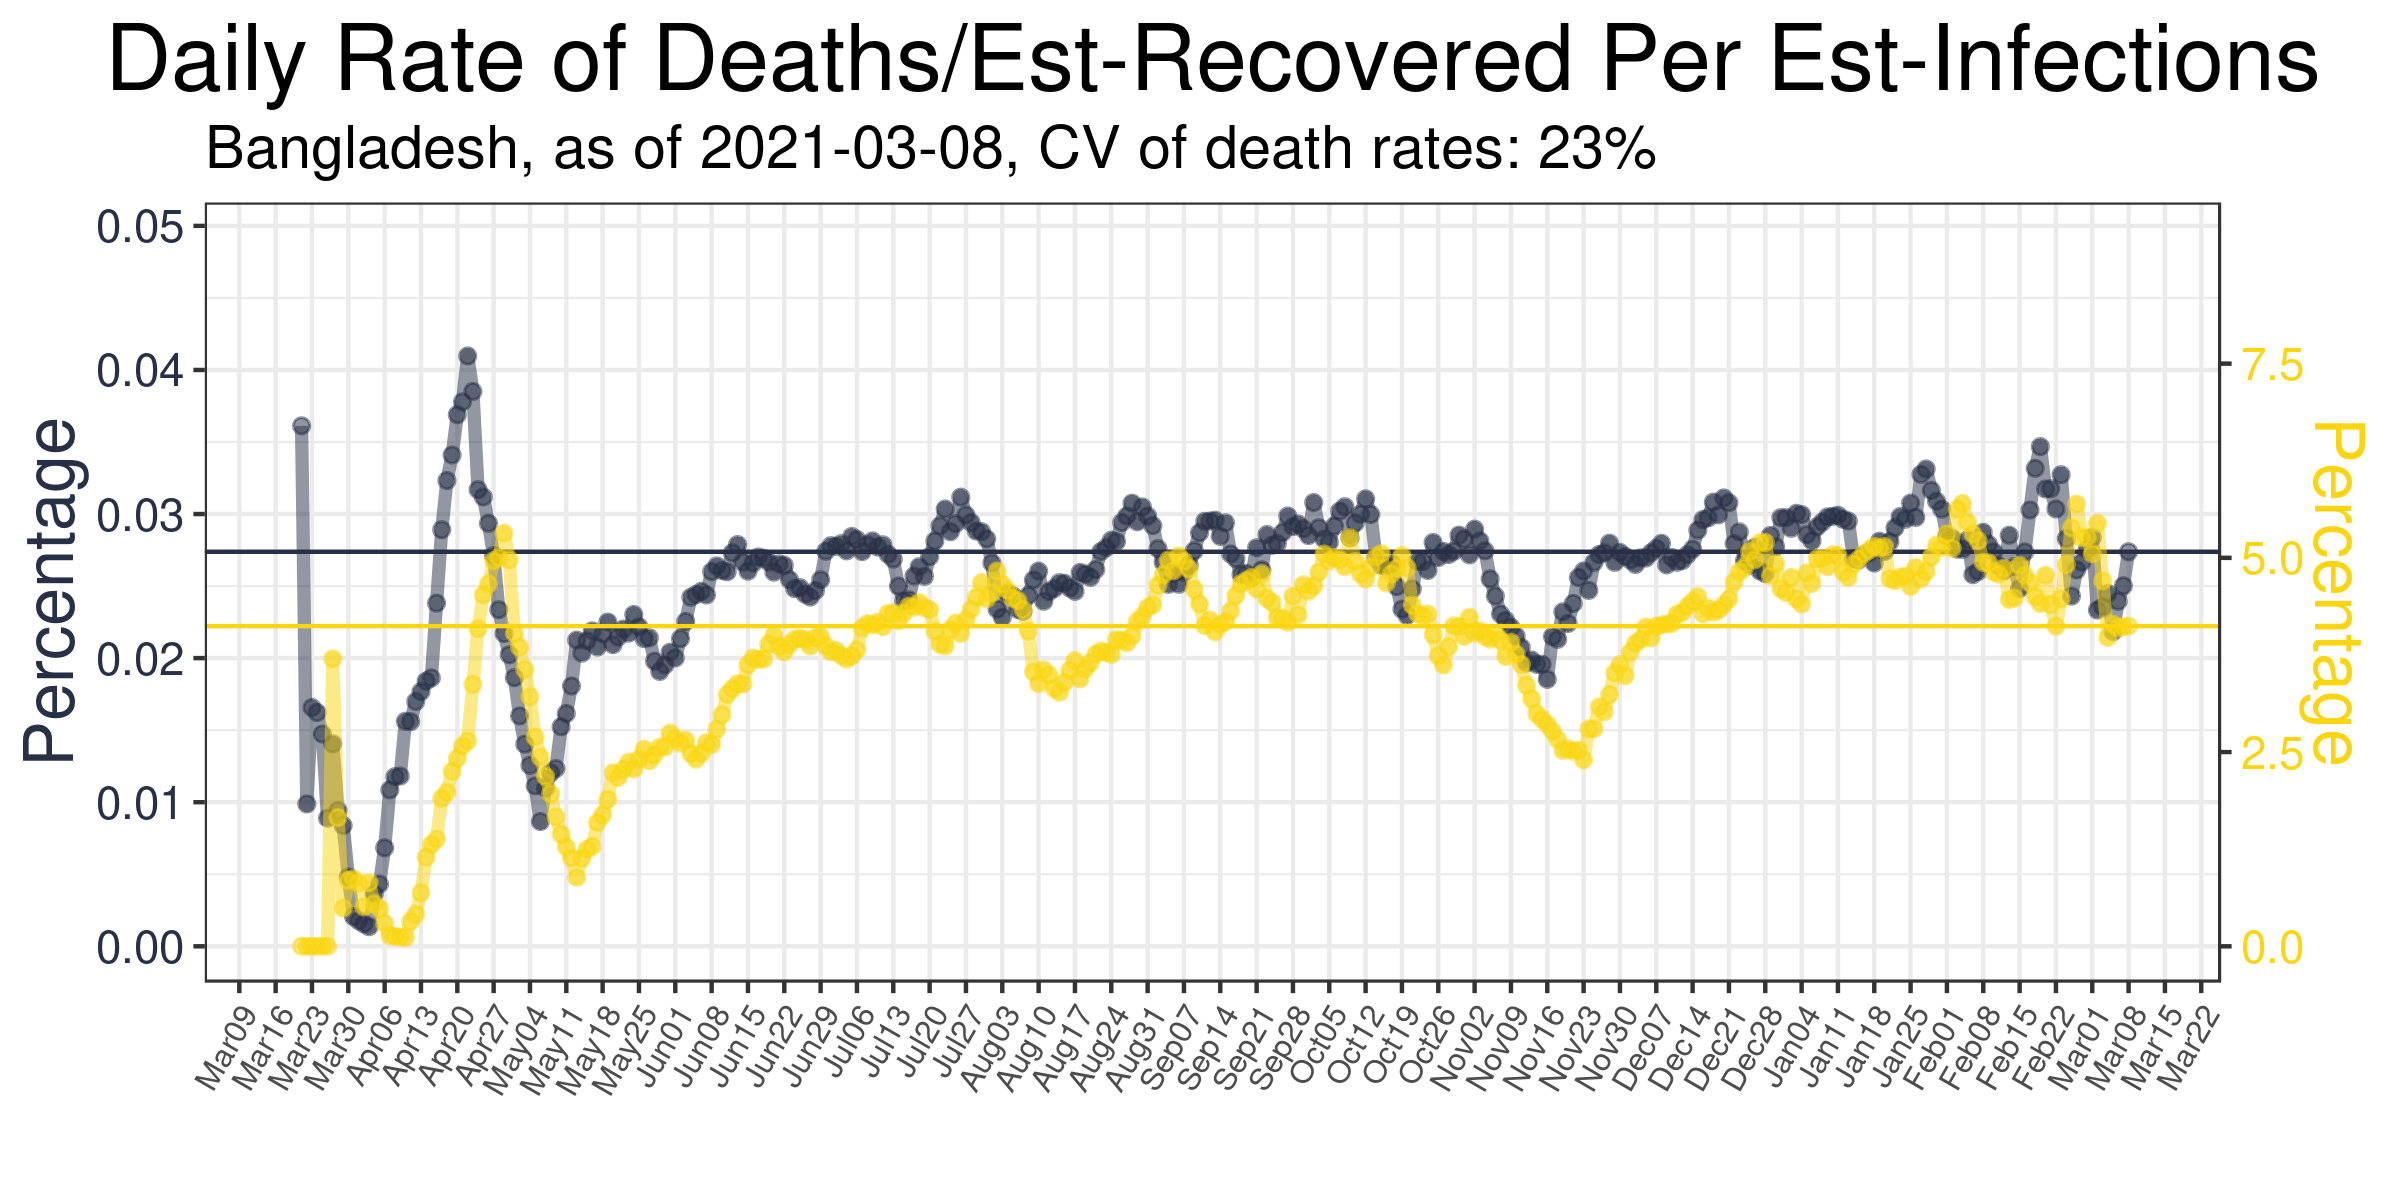 Daily Rate of Deaths/Est-Recovered Per Est-Infections
Bangladesh, as of 2021-03-08, CV of death rates: 23%
0.05
0.04
0.03
0.02
0.01
0.00
Percentage
7.5
5.0
2.5
0.0
Percentage
Mar09
Mar16
Mar23
Mar30
Apr06
Apr13
Apr20
Apr27
May04
May11
May18
May25
Jun01
Jun08
Jun15
Jun22
Jun29
Jul06
Jul13
Jul20
Jul27
Aug03
Aug10
Aug17
Aug24
Aug31
Sep07
Sep14
Sep21
Sep28
Oct05
Oct12
Oct19
Oct26
Nov02
Nov09
Nov16
Nov23
Nov30
Dec07
Dec14
Dec21
Dec28
Jan04
Jan11
Jan18
Jan25
Feb01
Feb08
Feb15
Feb22
Mar01
Mar08
Mar15
Mar22